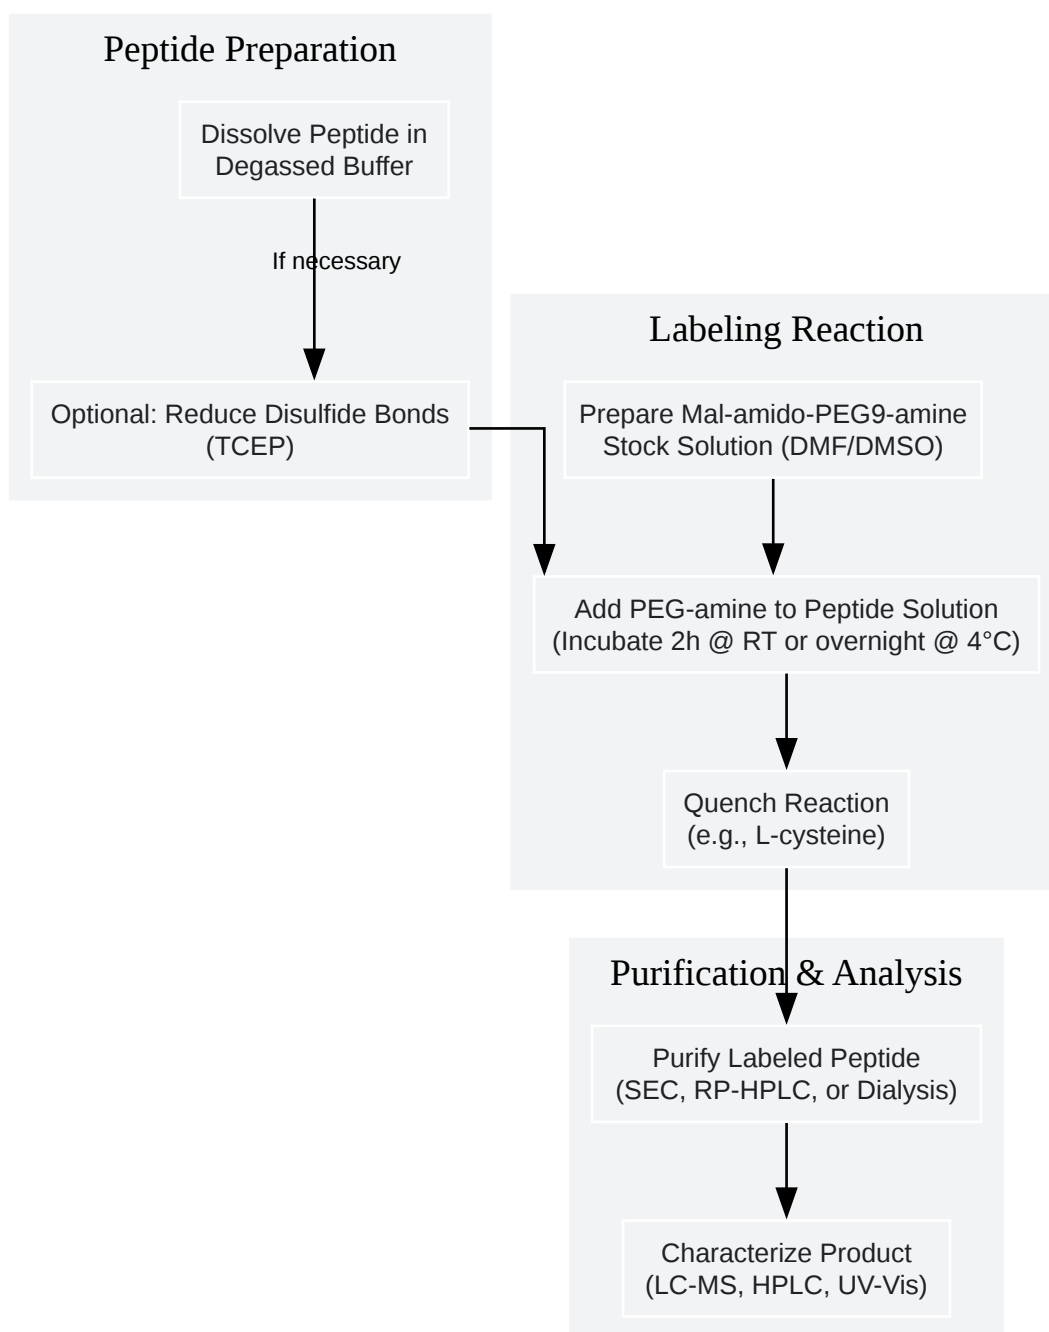 Peptide Preparation
Dissolve Peptide in
Degassed Buffer
If necessary
Optional: Reduce Disulfide Bonds
(TCEP)
Labeling Reaction
Prepare Mal-amido-PEG9-amine
Stock Solution (DMF/DMSO)
Add PEG-amine to Peptide Solution
(Incubate 2h @ RT or overnight @ 4°C)
Quench Reaction
(e.g., L-cysteine)
Purification & Analysis
Purify Labeled Peptide
(SEC, RP-HPLC, or Dialysis)
Characterize Product
(LC-MS, HPLC, UV-Vis)